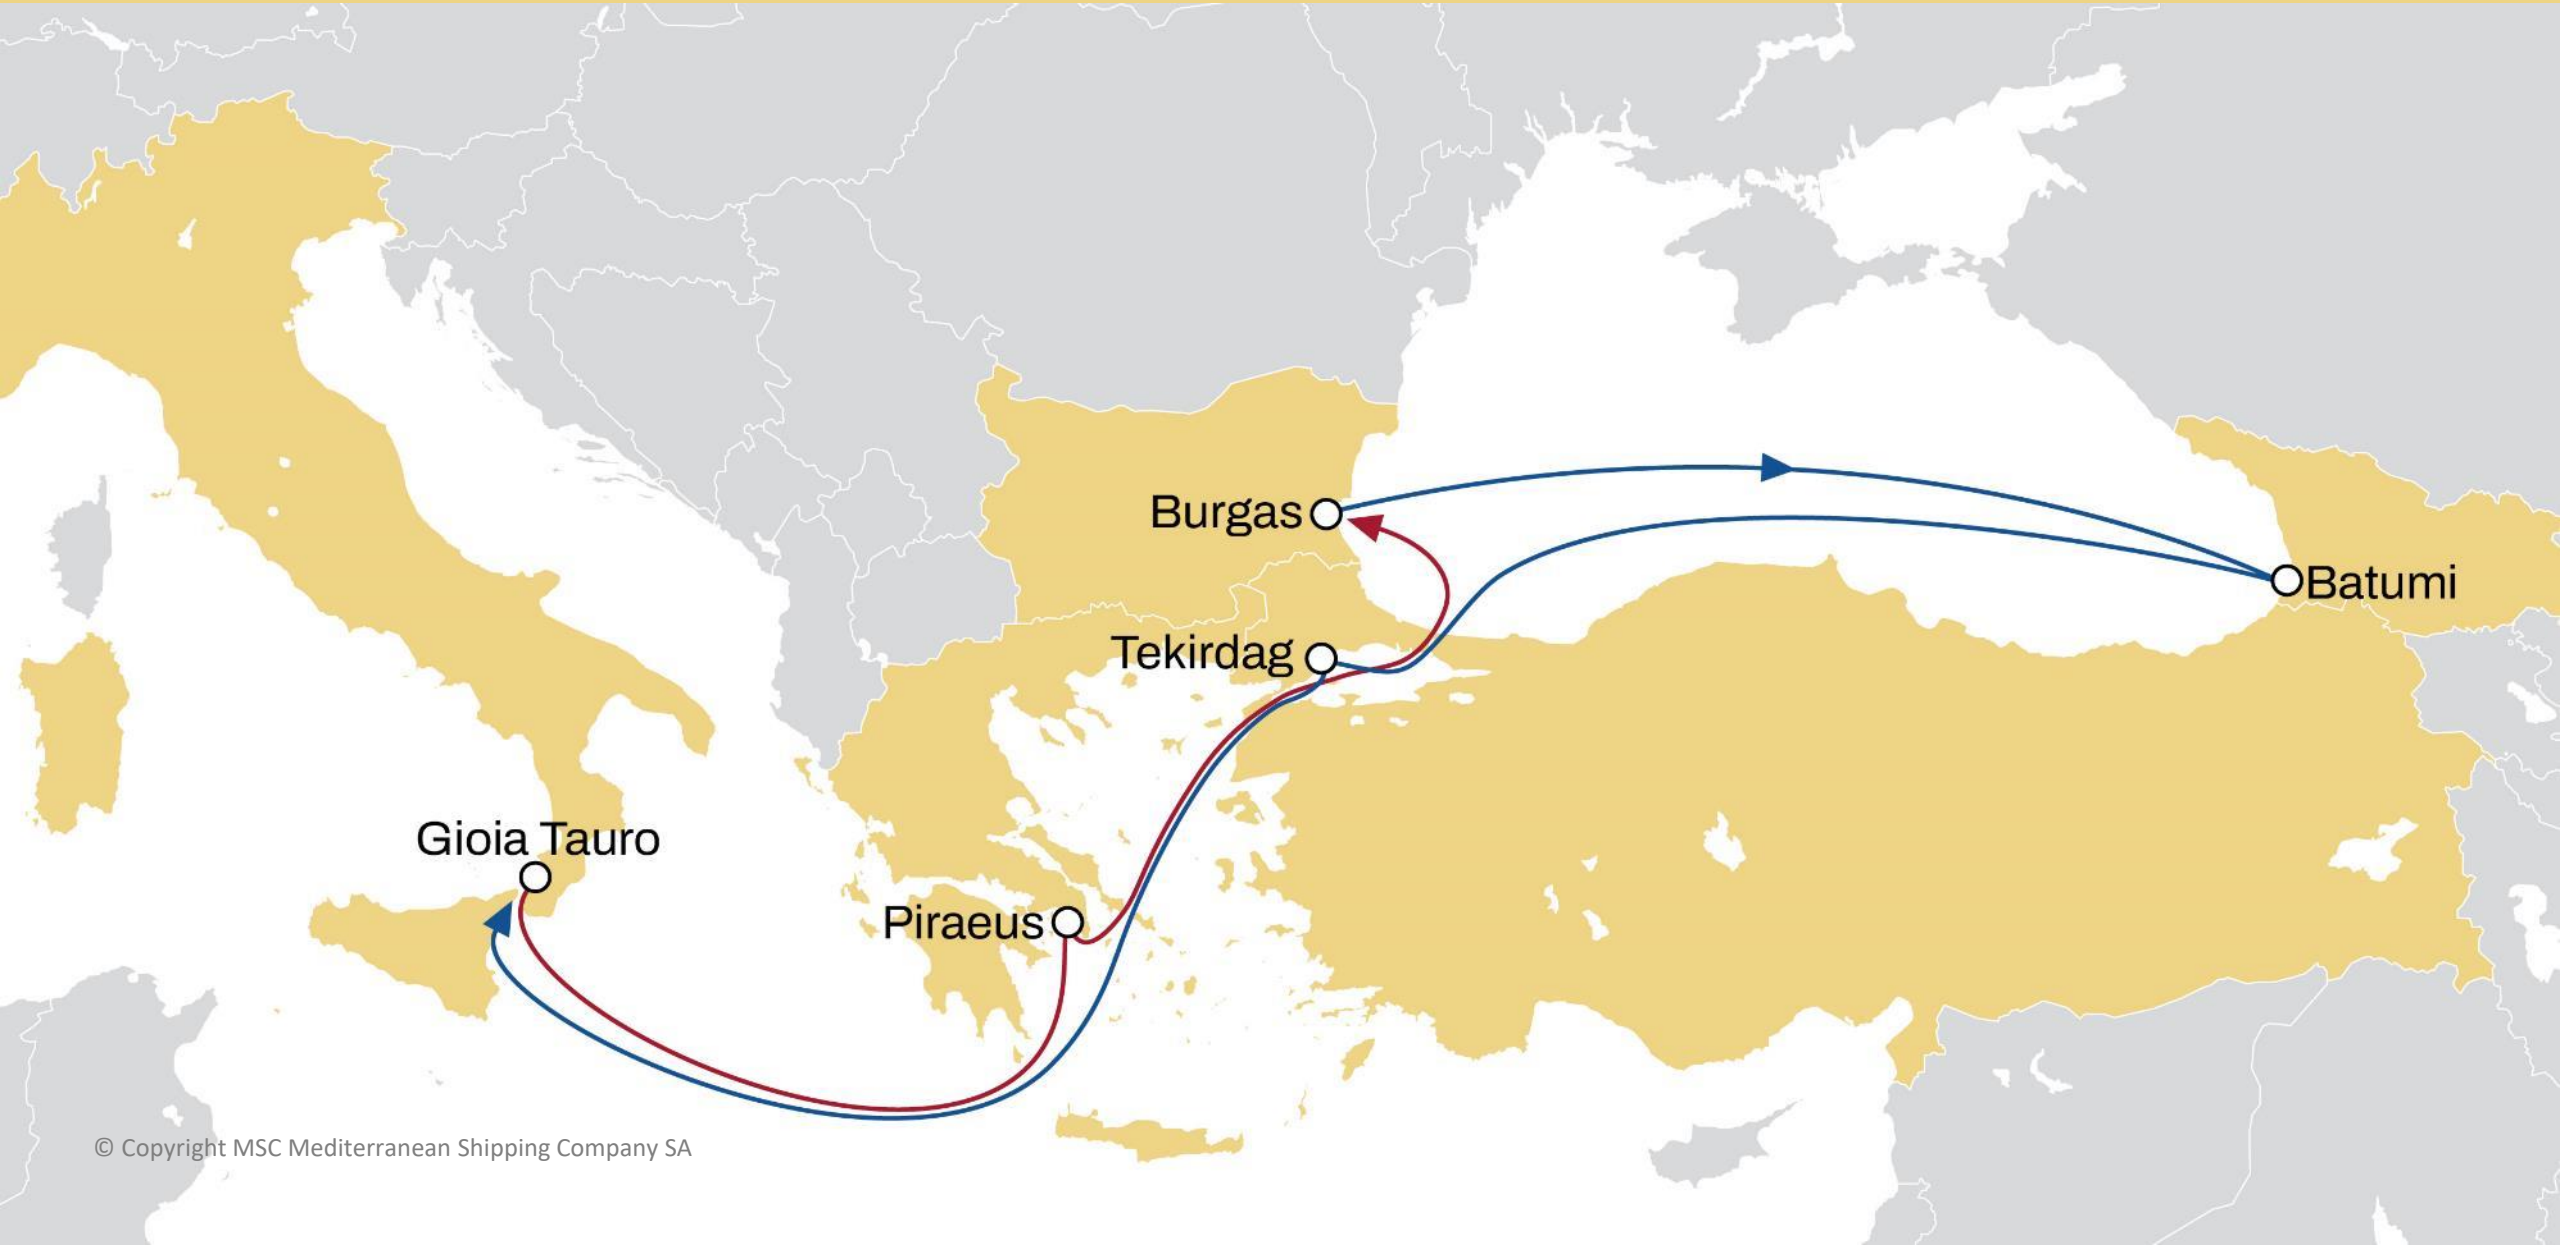 Burgas
Batumi
Tekirdag
Gioia Tauro
Piraeus
© Copyright MSC Mediterranean Shipping Company SA